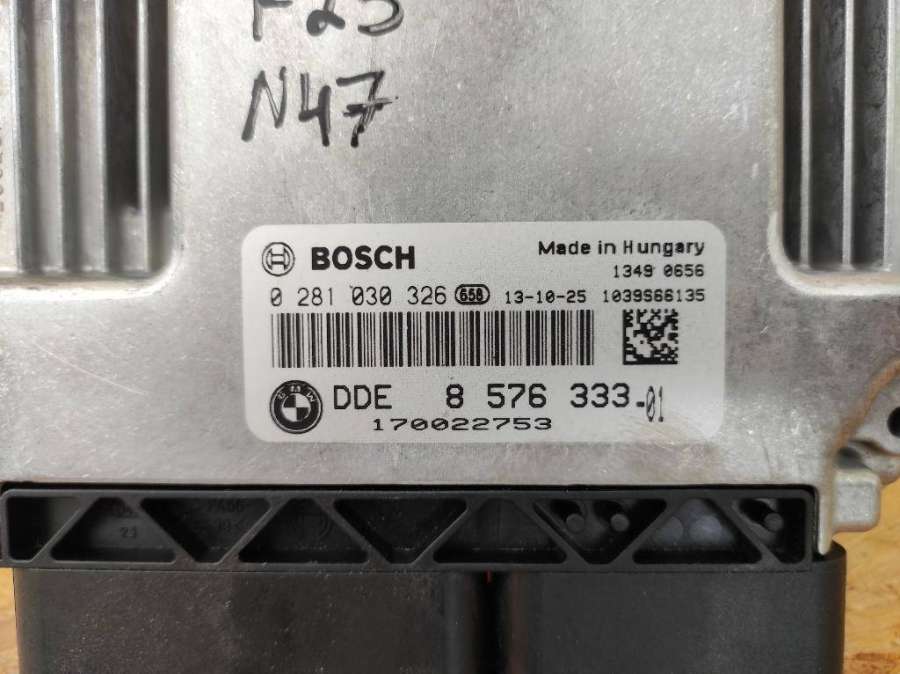 F25
N47
BOSCH Made in Hungary
1349 0656
0 281 030 326 658 13-10-25 1039S66135
BMW DDE 8 576 333-01
170022753